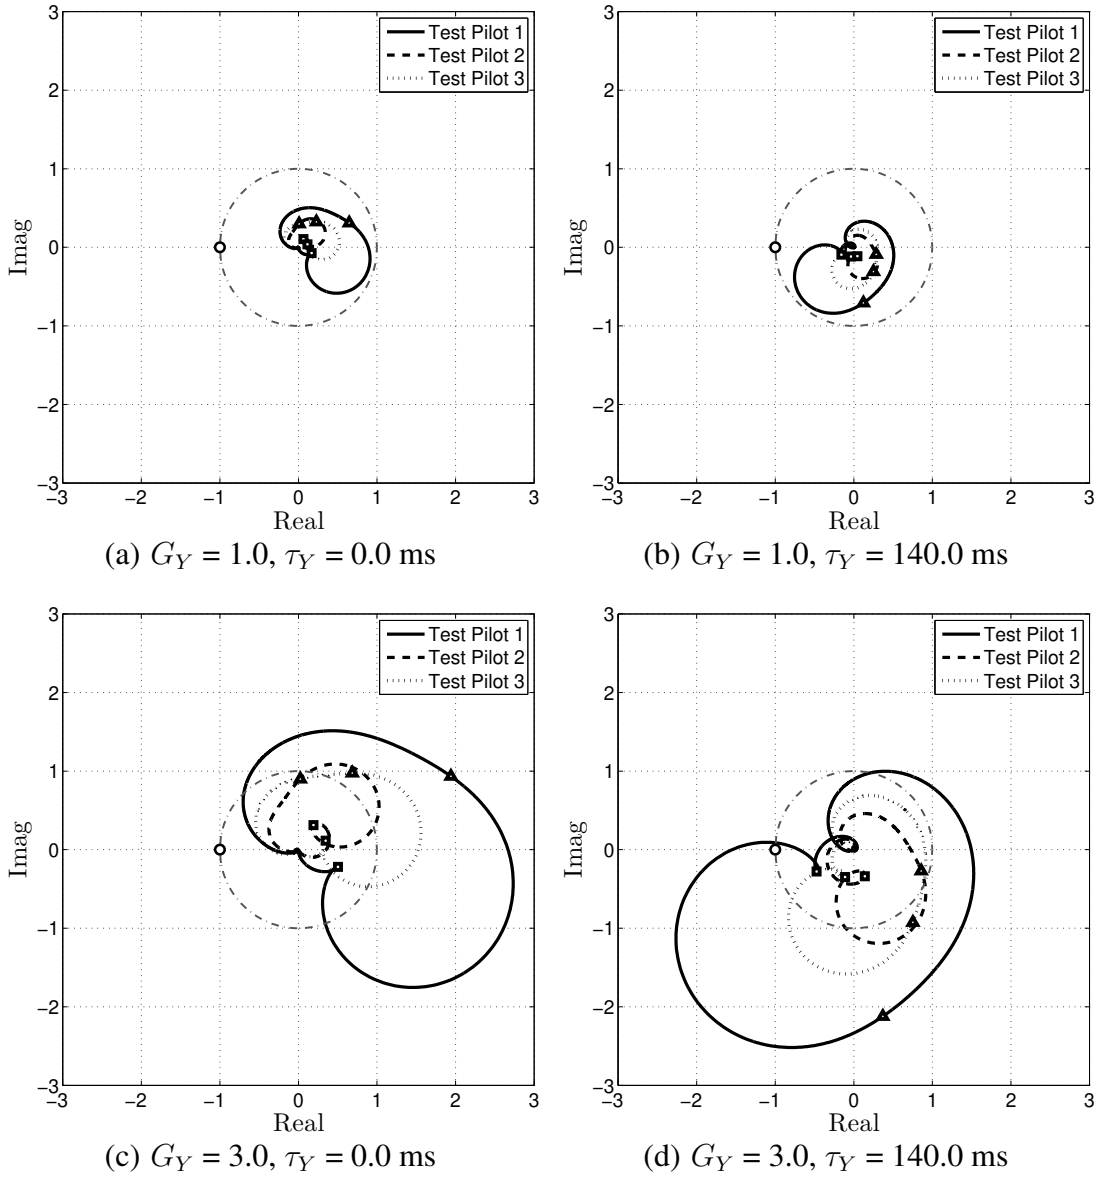 3
2
1
0
−1
−2
−3
Imag
−3 −2 −1 0 1 2 3
Real
Test Pilot 1
Test Pilot 2
Test Pilot 3
(a) G_Y = 1.0, τ_Y = 0.0 ms
3
2
1
0
−1
−2
−3
Imag
−3 −2 −1 0 1 2 3
Real
Test Pilot 1
Test Pilot 2
Test Pilot 3
(b) G_Y = 1.0, τ_Y = 140.0 ms
3
2
1
0
−1
−2
−3
Imag
−3 −2 −1 0 1 2 3
Real
Test Pilot 1
Test Pilot 2
Test Pilot 3
(c) G_Y = 3.0, τ_Y = 0.0 ms
3
2
1
0
−1
−2
−3
Imag
−3 −2 −1 0 1 2 3
Real
Test Pilot 1
Test Pilot 2
Test Pilot 3
(d) G_Y = 3.0, τ_Y = 140.0 ms